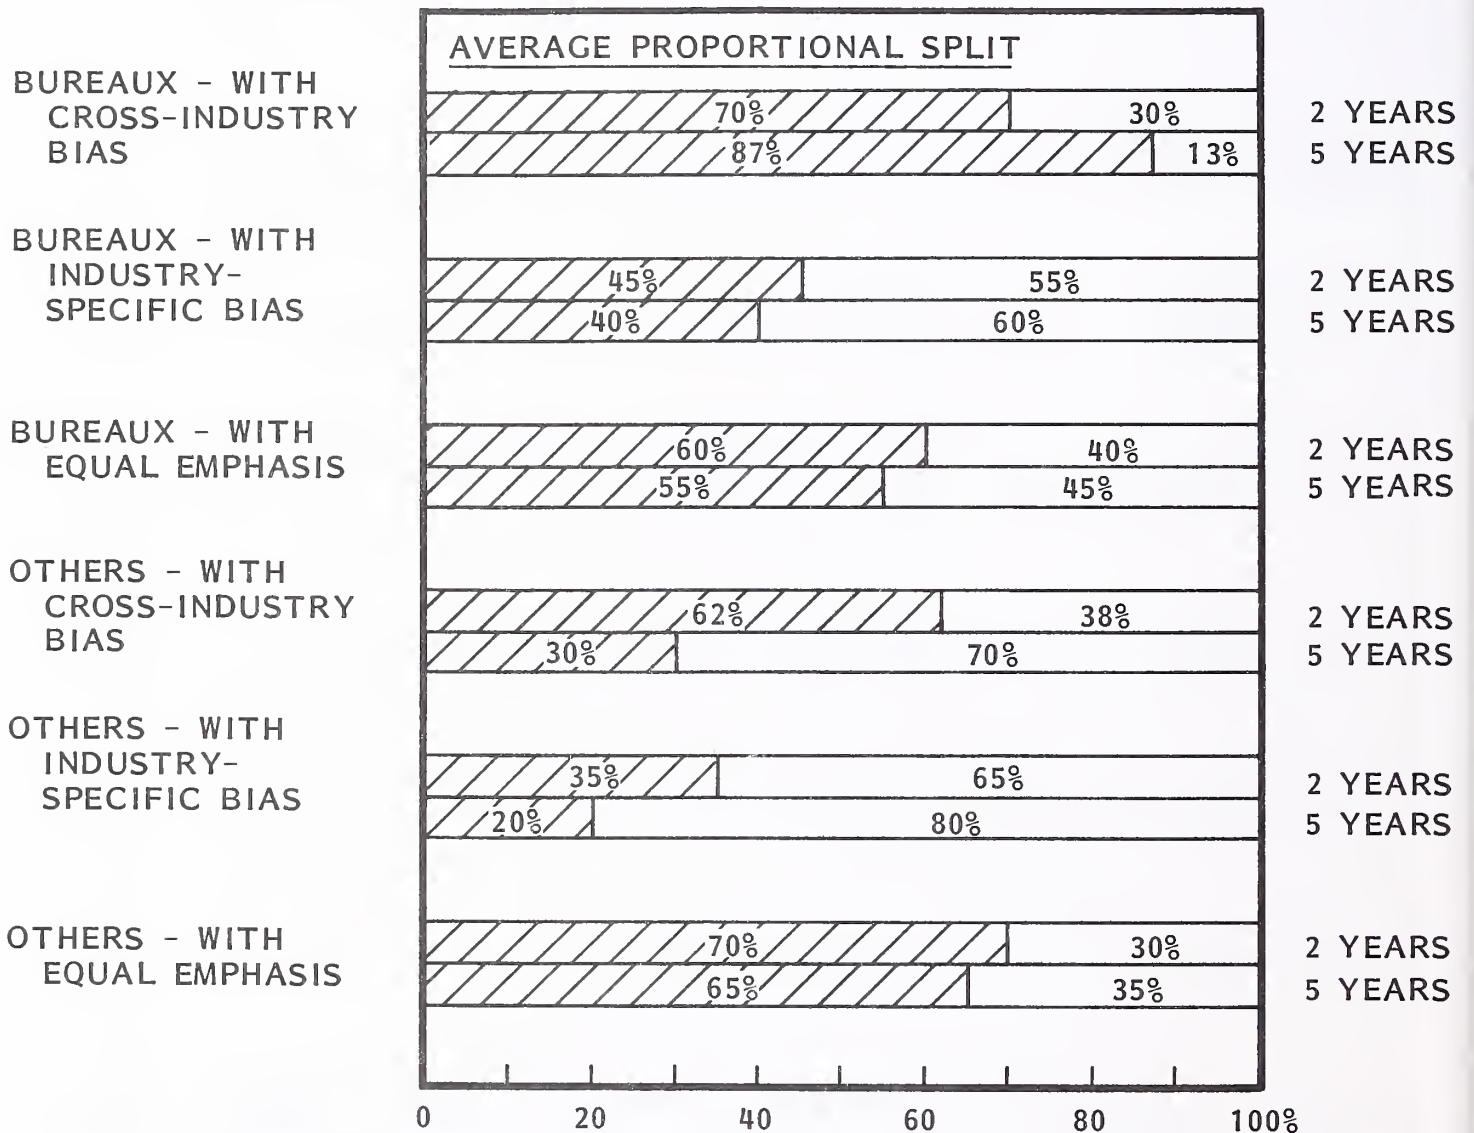 AVERAGE PROPORTIONAL SPLIT
BUREAUX - WITH
CROSS-INDUSTRY
BIAS
70% 30% 2 YEARS
87% 13% 5 YEARS
BUREAUX - WITH
INDUSTRY-
SPECIFIC BIAS
45% 55% 2 YEARS
40% 60% 5 YEARS
BUREAUX - WITH
EQUAL EMPHASIS
60% 40% 2 YEARS
55% 45% 5 YEARS
OTHERS - WITH
CROSS-INDUSTRY
BIAS
62% 38% 2 YEARS
30% 70% 5 YEARS
OTHERS - WITH
INDUSTRY-
SPECIFIC BIAS
35% 65% 2 YEARS
20% 80% 5 YEARS
OTHERS - WITH
EQUAL EMPHASIS
70% 30% 2 YEARS
65% 35% 5 YEARS
0 20 40 60 80 100%